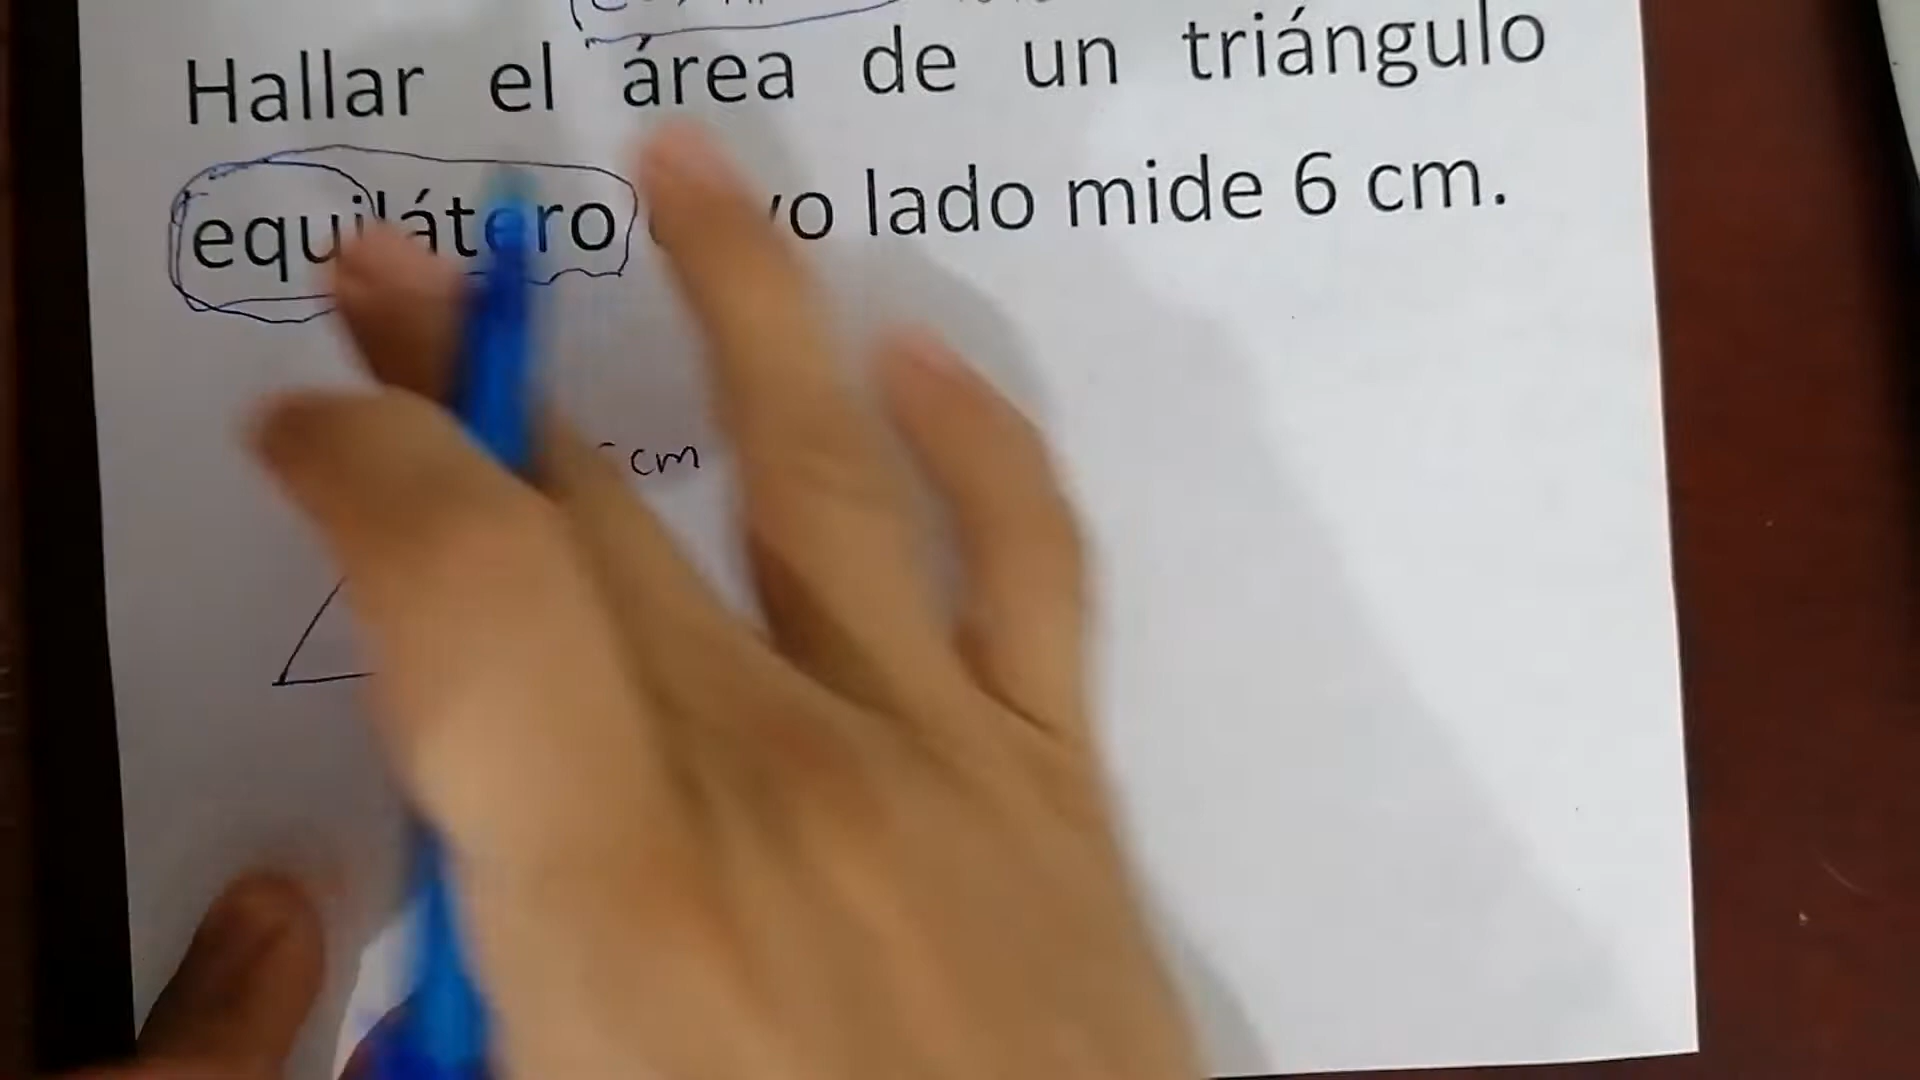 Hallar el área de un triángulo
equilátero lado mide 6 cm.
cm